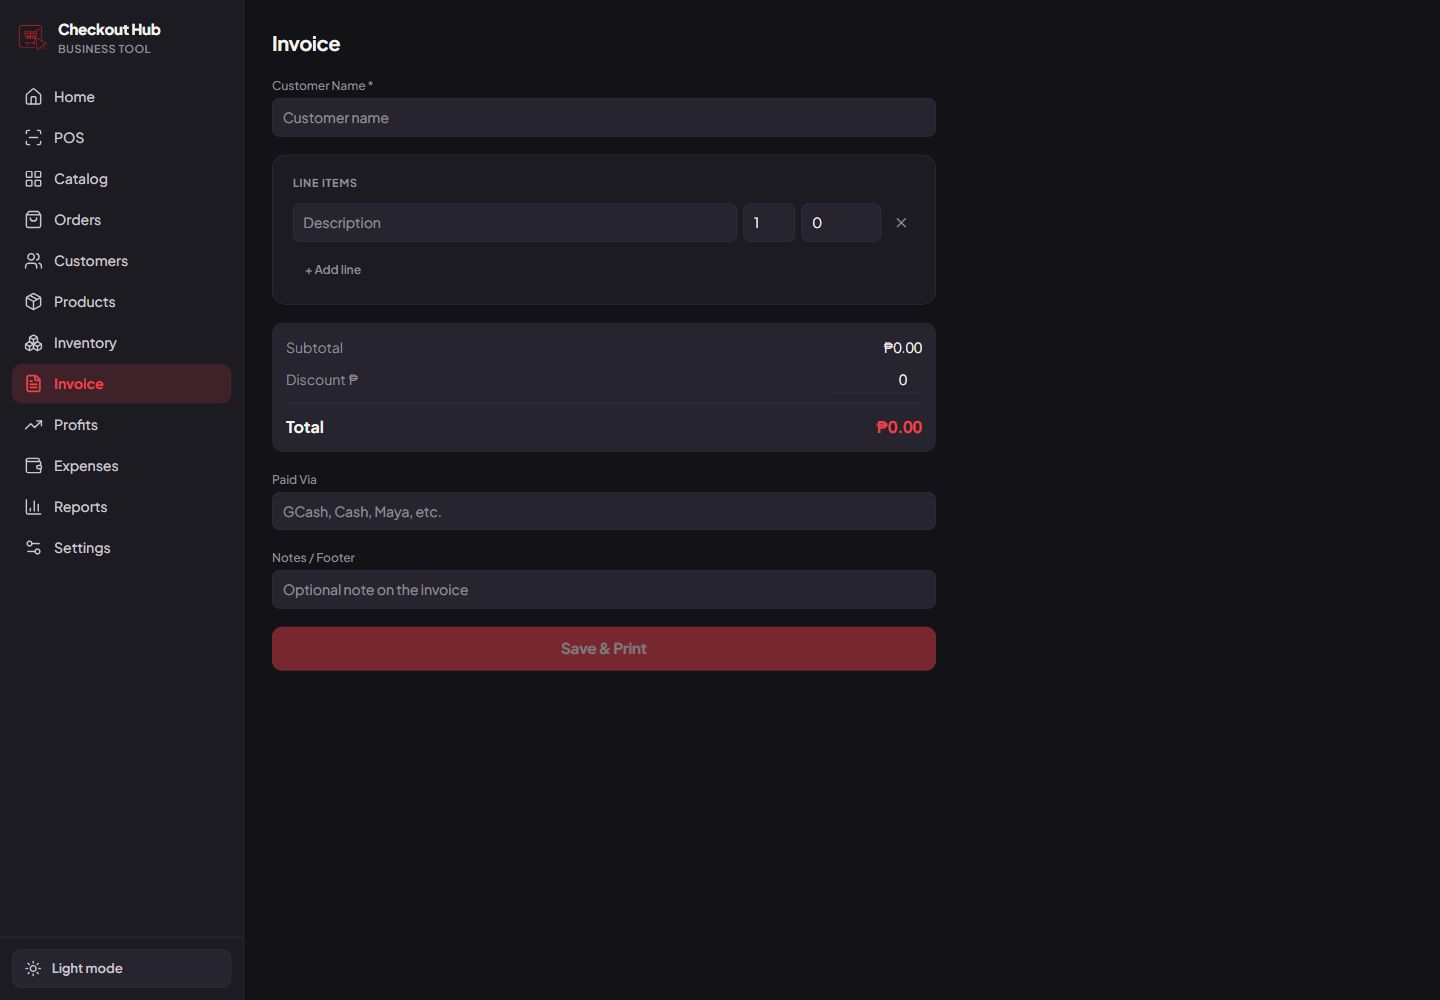 Checkout Hub
BUSINESS TOOL
Home
POS
Catalog
Orders
Customers
Products
Inventory
Invoice
Profits
Expenses
Reports
Settings
Light mode
Invoice
Customer Name *
Customer name
LINE ITEMS
Description 1 0 ×
+ Add line
Subtotal ₱0.00
Discount ₱ 0
Total ₱0.00
Paid Via
GCash, Cash, Maya, etc.
Notes / Footer
Optional note on the invoice
Save & Print